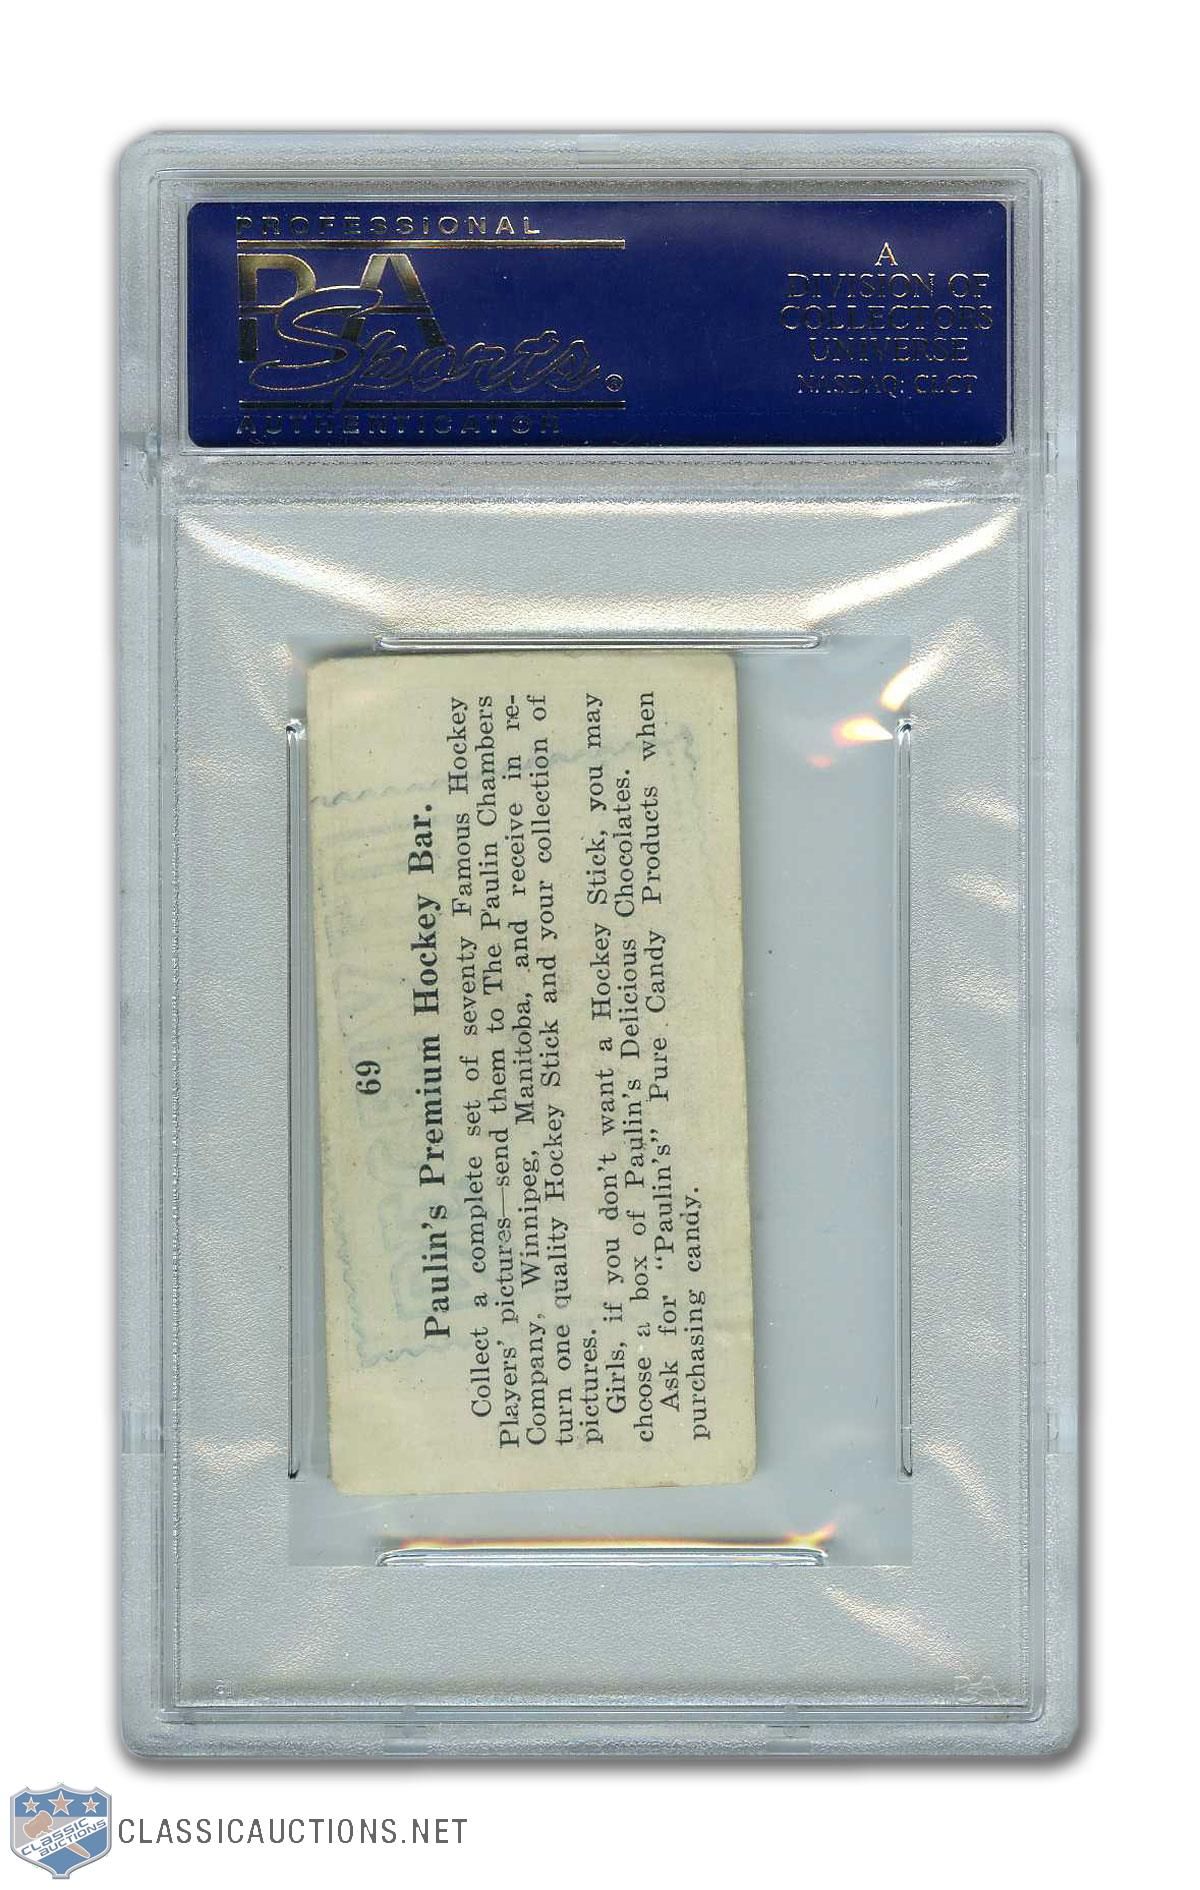 PROFESSIONAL
PSA
Sports®
AUTHENTICATOR
A
DIVISION OF
COLLECTORS
UNIVERSE
NASDAQ: CLCT
69
Paulin's Premium Hockey Bar.
Collect a complete set of seventy Famous Hockey
Players' pictures—send them to The Paulin Chambers
Company, Winnipeg, Manitoba, and receive in re-
turn one quality Hockey Stick and your collection of
pictures.
Girls, if you don't want a Hockey Stick, you may
choose a box of Paulin's Delicious Chocolates.
Ask for "Paulin's" Pure Candy Products when
purchasing candy.
PSA
CLASSIC
AUCTIONS
CLASSICAUCTIONS.NET